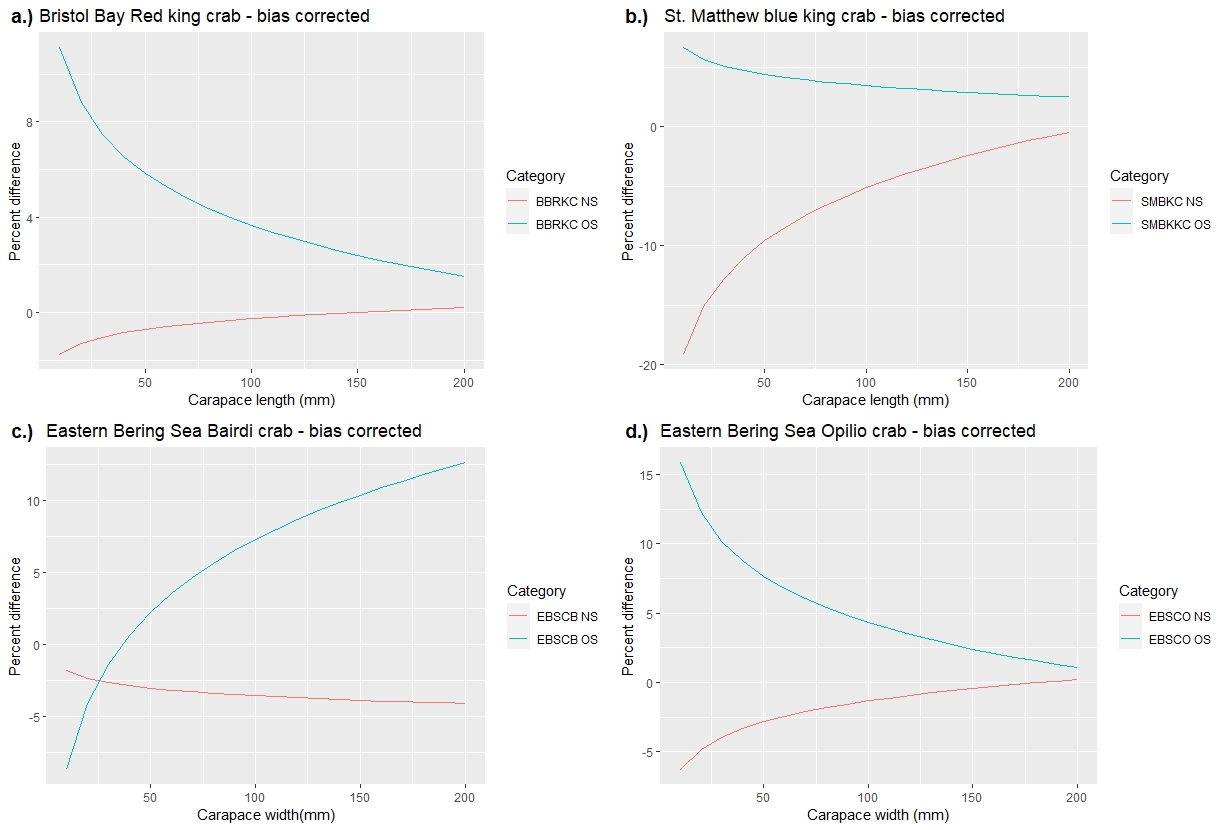 a.) Bristol Bay Red king crab - bias corrected
Percent difference
8
4
0
50 100 150 200
Carapace length (mm)
Category
BBRKC NS
BBRKC OS
b.) St. Matthew blue king crab - bias corrected
Percent difference
0
-10
-20
50 100 150 200
Carapace length (mm)
Category
SMBKC NS
SMBKKC OS
c.) Eastern Bering Sea Bairdi crab - bias corrected
Percent difference
10
5
0
-5
50 100 150 200
Carapace width(mm)
Category
EBSCB NS
EBSCB OS
d.) Eastern Bering Sea Opilio crab - bias corrected
Percent difference
15
10
5
0
-5
50 100 150 200
Carapace width (mm)
Category
EBSCO NS
EBSCO OS